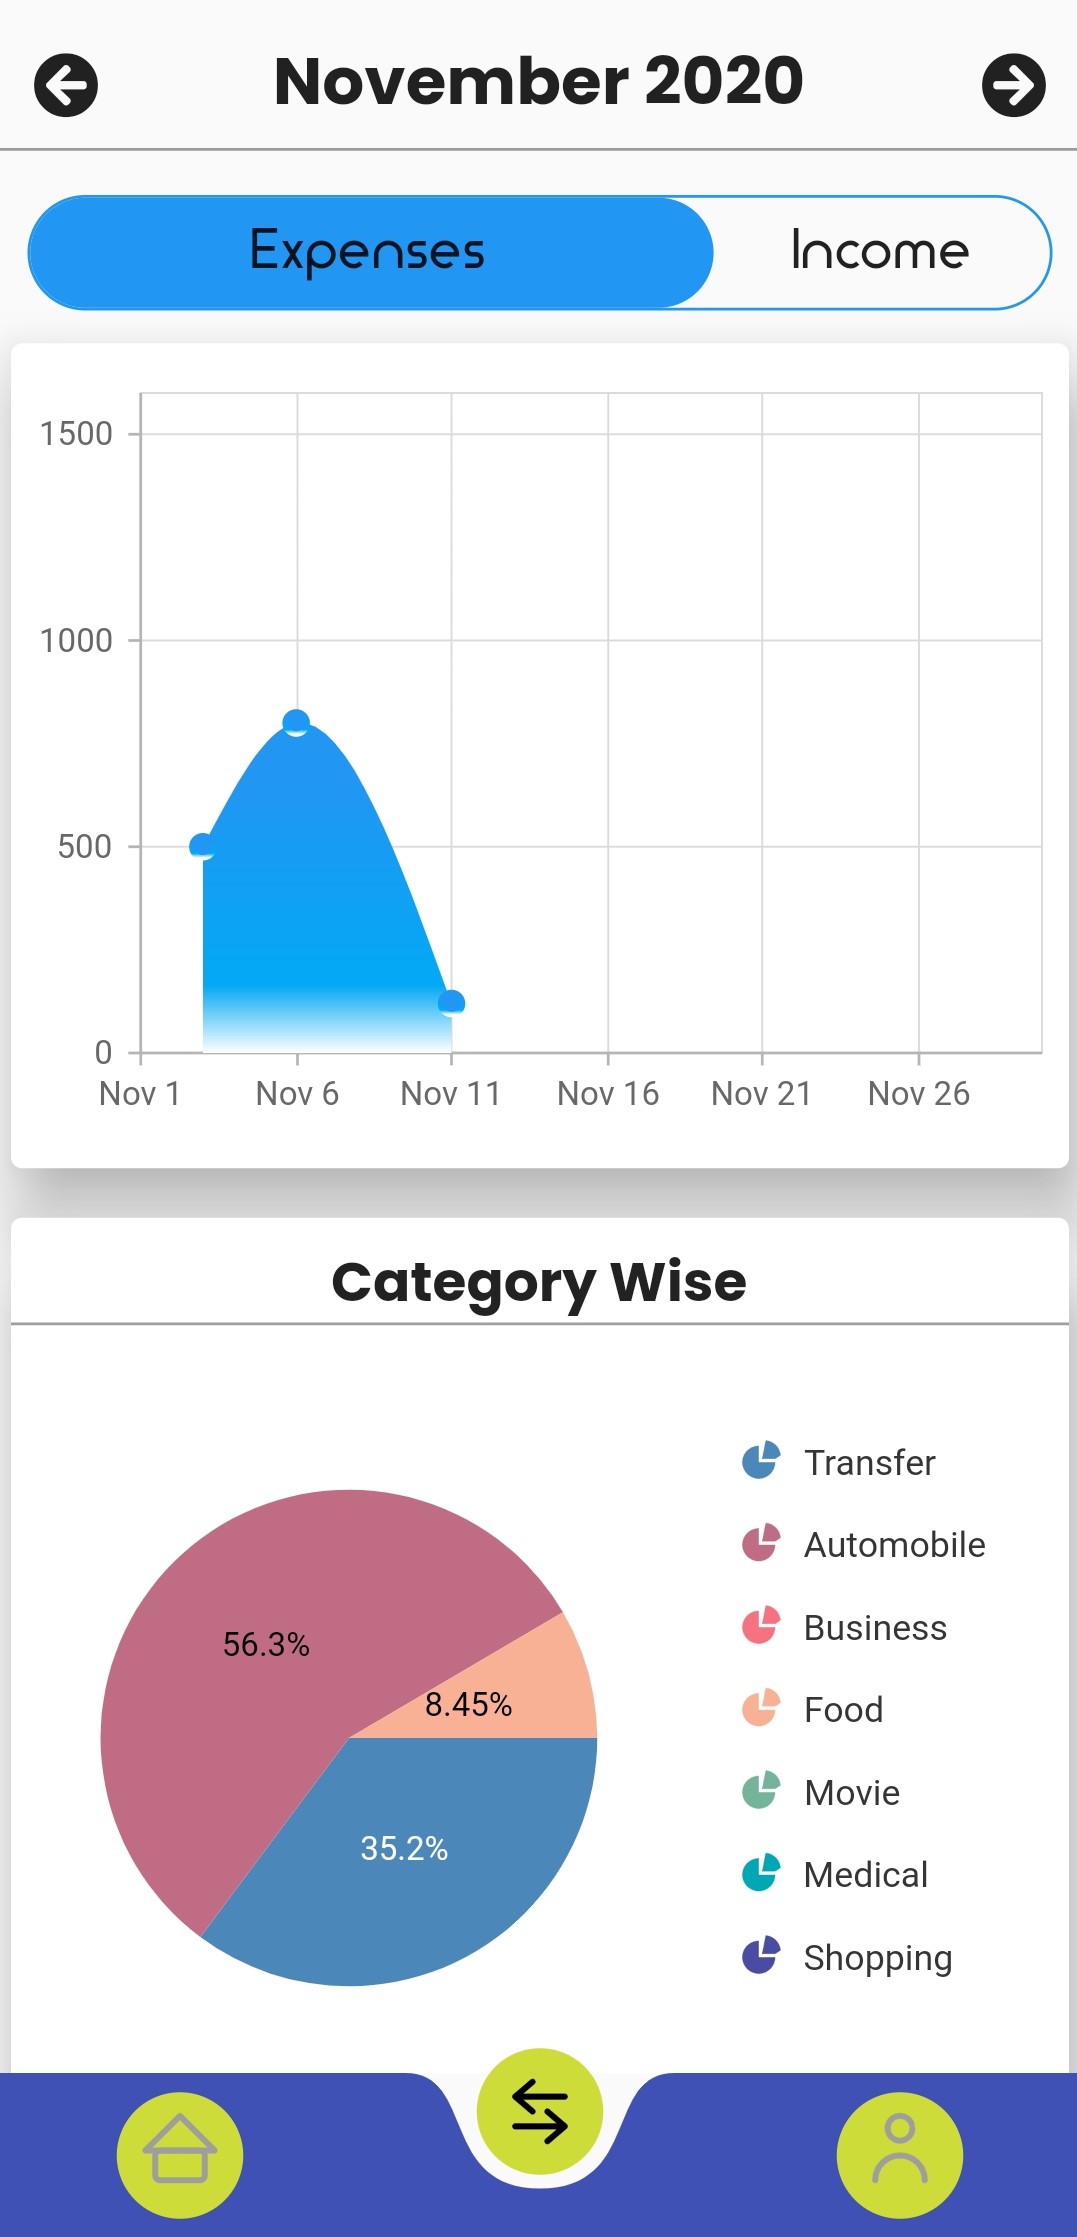 November 2020
Expenses Income
1500
1000
500
0
Nov 1 Nov 6 Nov 11 Nov 16 Nov 21 Nov 26
Category Wise
Transfer
Automobile
Business
Food
Movie
Medical
Shopping
56.3%
8.45%
35.2%